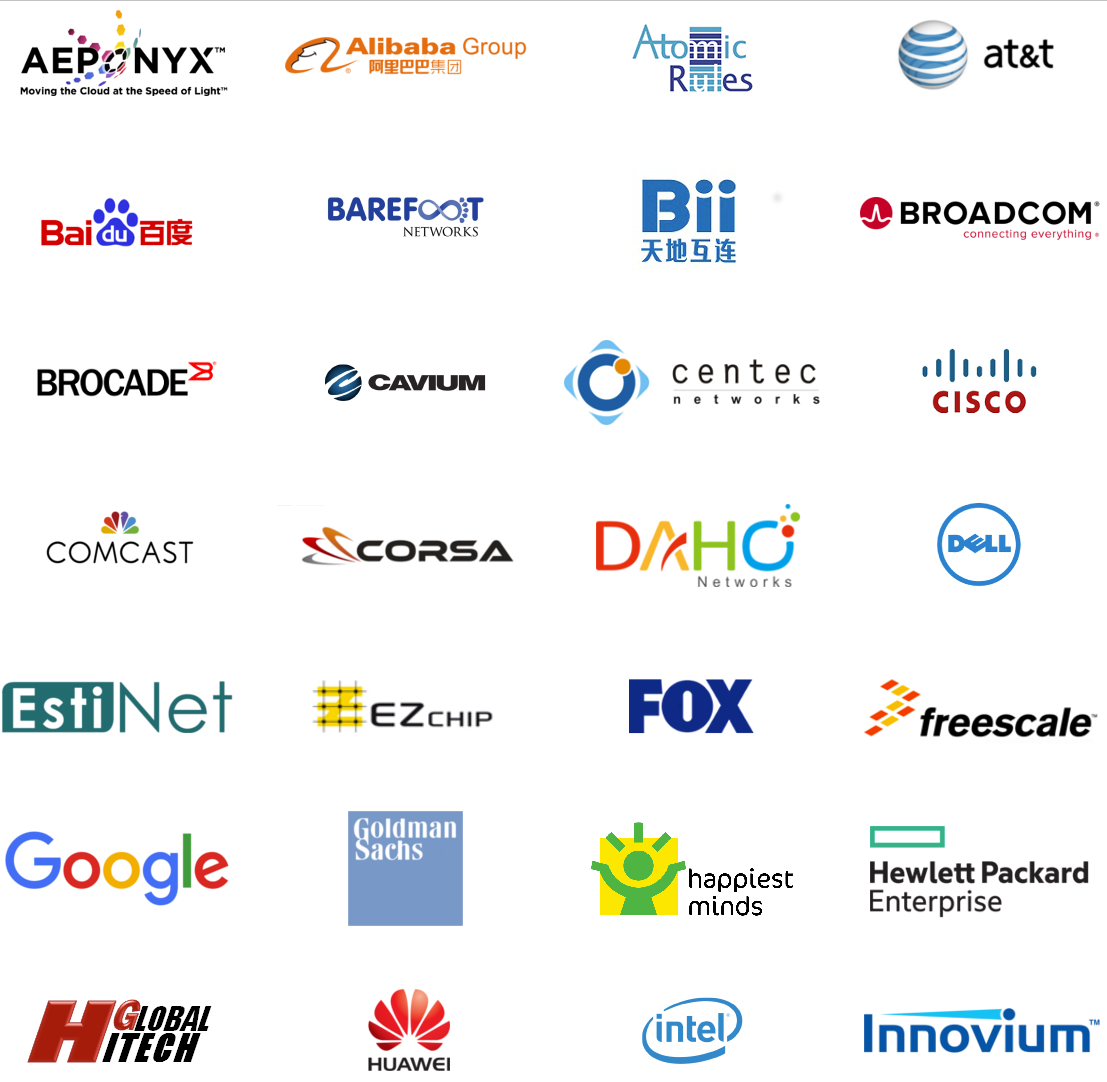 AEPONYX™
Moving the Cloud at the Speed of Light™
Alibaba Group
®阿里巴巴集团
Atomic
Rules
at&t
Bai du 百度
BAREFOOT
NETWORKS
Bii
天地互连
BROADCOM®
connecting everything®
BROCADE
CAVIUM
centec
networks
CISCO
COMCAST
CORSA
DAHO
Networks
DELL
EstiNet
EZCHIP
FOX
freescale™
Google
Goldman
Sachs
happiest
minds
Hewlett Packard
Enterprise
H GLOBAL
ITECH
HUAWEI
intel
Innovium™